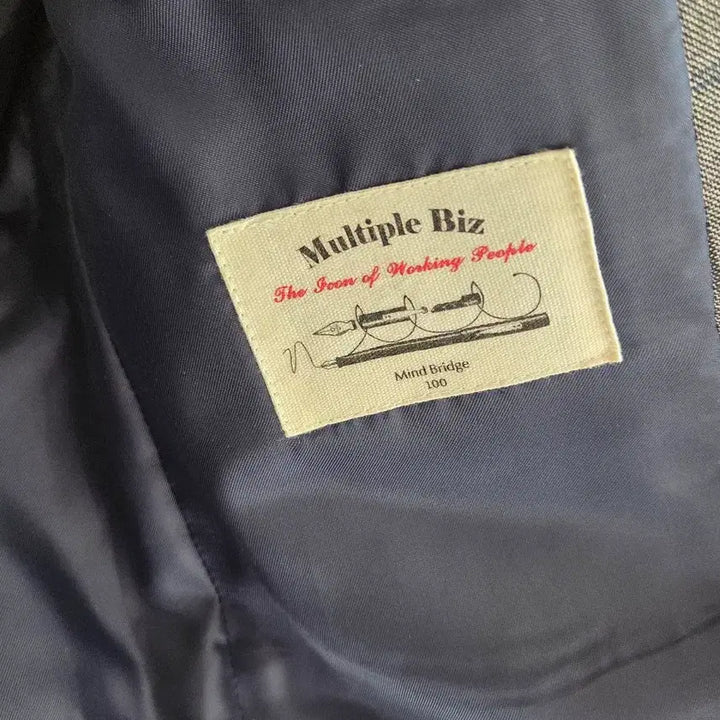 Multiple Biz
The Icon of Working People
Mind Bridge
100